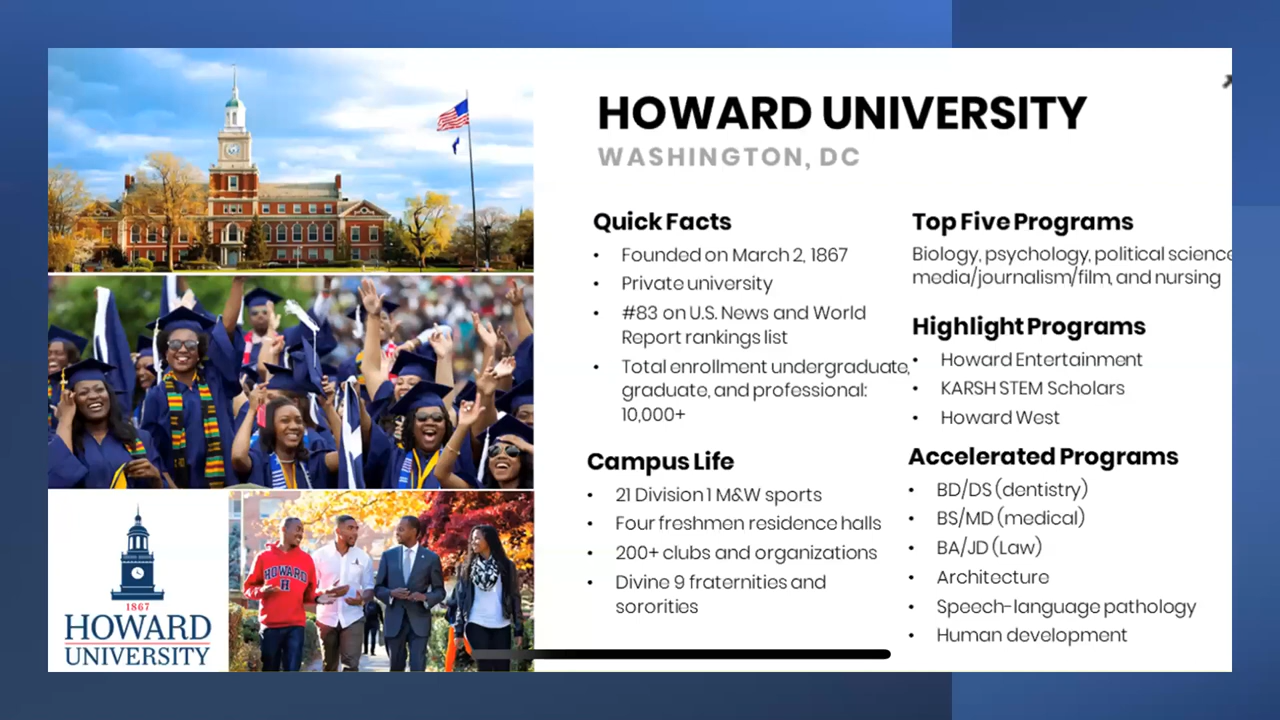 HOWARD UNIVERSITY
WASHINGTON, DC
Quick Facts
• Founded on March 2, 1867
• Private university
• #83 on U.S. News and World
Report rankings list
• Total enrollment undergraduate,
graduate, and professional:
10,000+
Campus Life
• 21 Division 1 M&W sports
• Four freshmen residence halls
• 200+ clubs and organizations
• Divine 9 fraternities and
sororities
Top Five Programs
Biology, psychology, political science
media/journalism/film, and nursing
Highlight Programs
• Howard Entertainment
• KARSH STEM Scholars
• Howard West
Accelerated Programs
• BD/DS (dentistry)
• BS/MD (medical)
• BA/JD (Law)
• Architecture
• Speech-language pathology
• Human development
HOWARD
H
1867
HOWARD
UNIVERSITY